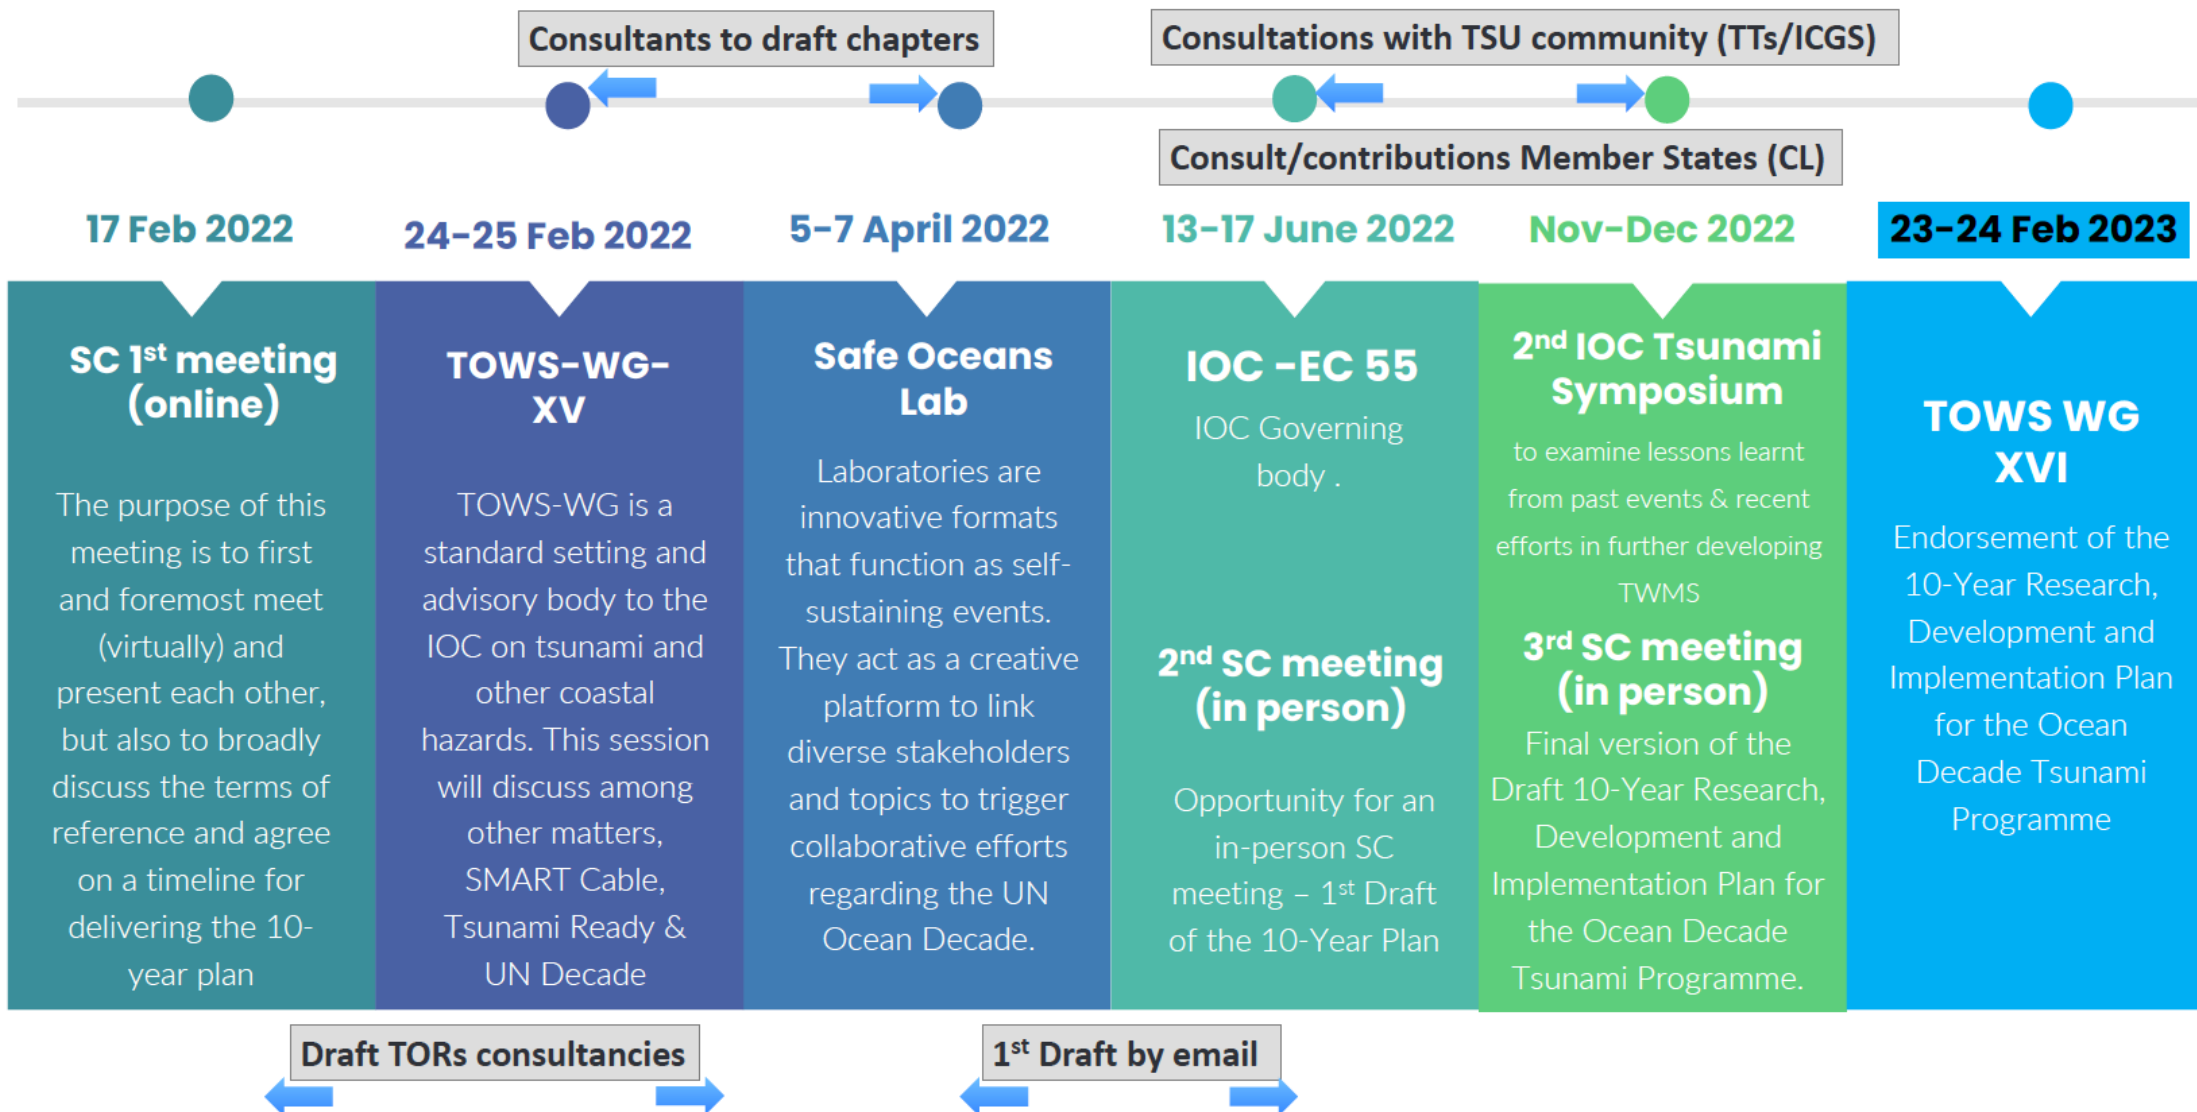 Consultants to draft chapters
Consultations with TSU community (TTs/ICGS)
Consult/contributions Member States (CL)
17 Feb 2022
24-25 Feb 2022
5-7 April 2022
13-17 June 2022
Nov-Dec 2022
23-24 Feb 2023
SC 1st meeting
(online)
The purpose of this
meeting is to first
and foremost meet
(virtually) and
present each other,
but also to broadly
discuss the terms of
reference and agree
on a timeline for
delivering the 10-
year plan
TOWS-WG-
XV
TOWS-WG is a
standard setting and
advisory body to the
IOC on tsunami and
other coastal
hazards. This session
will discuss among
other matters,
SMART Cable,
Tsunami Ready &
UN Decade
Safe Oceans
Lab
Laboratories are
innovative formats
that function as self-
sustaining events.
They act as a creative
platform to link
diverse stakeholders
and topics to trigger
collaborative efforts
regarding the UN
Ocean Decade.
IOC -EC 55
IOC Governing
body .
2nd SC meeting
(in person)
Opportunity for an
in-person SC
meeting – 1st Draft
of the 10-Year Plan
2nd IOC Tsunami
Symposium
to examine lessons learnt
from past events & recent
efforts in further developing
TWMS
3rd SC meeting
(in person)
Final version of the
Draft 10-Year Research,
Development and
Implementation Plan for
the Ocean Decade
Tsunami Programme.
TOWS WG
XVI
Endorsement of the
10-Year Research,
Development and
Implementation Plan
for the Ocean
Decade Tsunami
Programme
Draft TORs consultancies
1st Draft by email